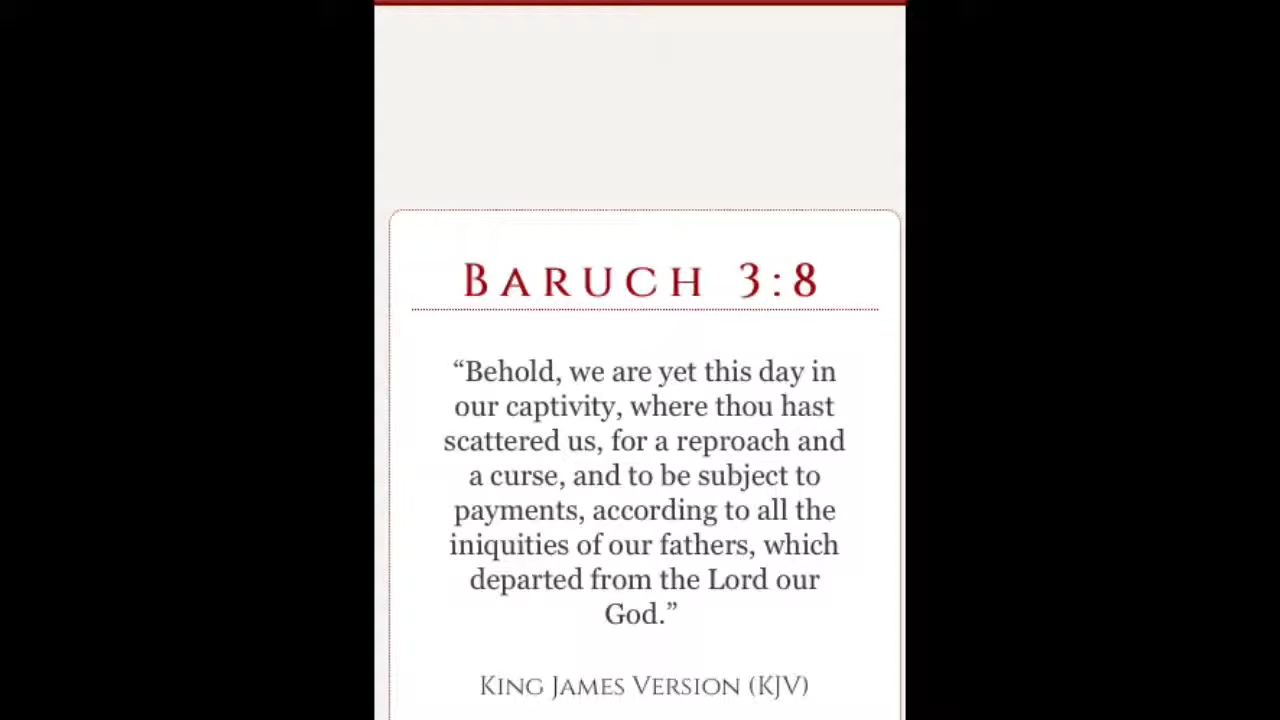 Baruch 3:8
“Behold, we are yet this day in
our captivity, where thou hast
scattered us, for a reproach and
a curse, and to be subject to
payments, according to all the
iniquities of our fathers, which
departed from the Lord our
God.”
King James Version (KJV)